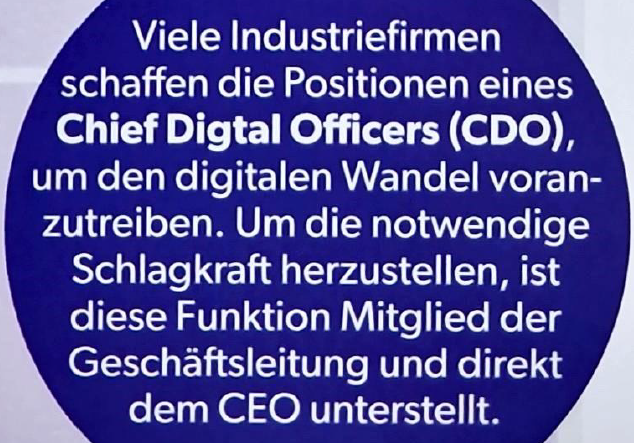 Viele Industriefirmen
schaffen die Positionen eines
Chief Digtal Officers (CDO),
um den digitalen Wandel voran-
zutreiben. Um die notwendige
Schlagkraft herzustellen, ist
diese Funktion Mitglied der
Geschäftsleitung und direkt
dem CEO unterstellt.